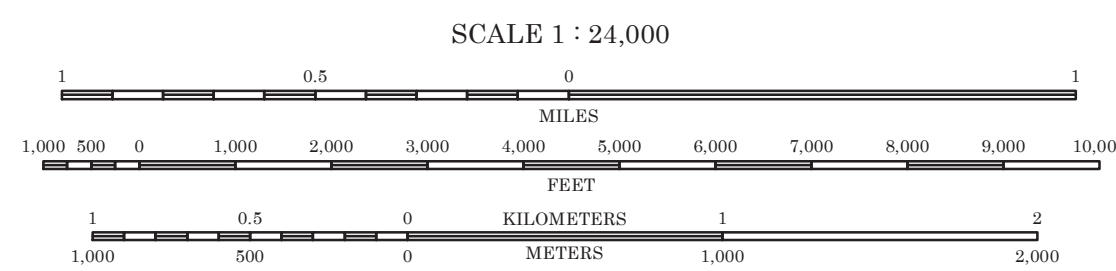 SCALE 1 : 24,000
1 0.5 0 1
MILES
1,000 500 0 1,000 2,000 3,000 4,000 5,000 6,000 7,000 8,000 9,000 10,00
FEET
1 0.5 0 KILOMETERS 1 2
1,000 500 0 METERS 1,000 2,000